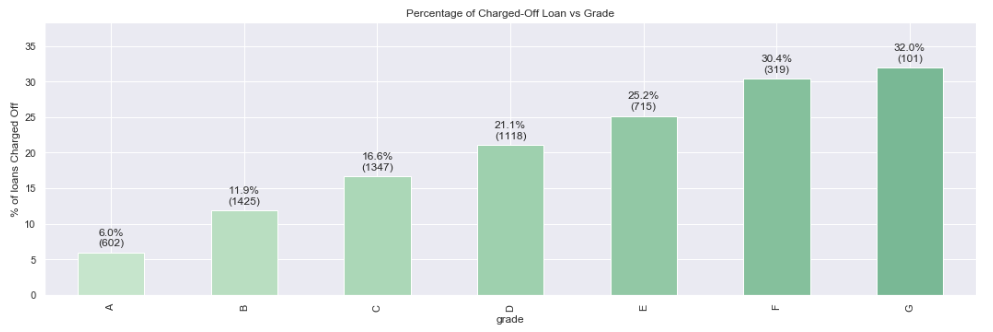 Percentage of Charged-Off Loan vs Grade
% of loans Charged Off
35
30
25
20
15
10
5
0
6.0%
(602)
11.9%
(1425)
16.6%
(1347)
21.1%
(1118)
25.2%
(715)
30.4%
(319)
32.0%
(101)
A
B
C
D
E
F
G
grade